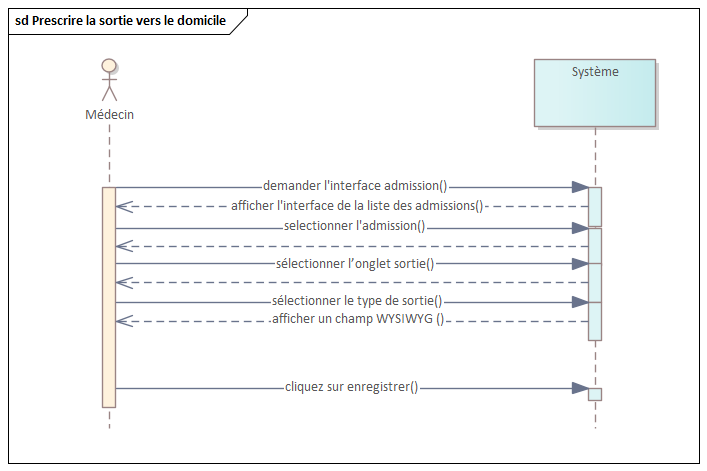 sd Prescrire la sortie vers le domicile
Système
Médecin
demander l'interface admission()
afficher l'interface de la liste des admissions()
selectionner l'admission()
sélectionner l’onglet sortie()
sélectionner le type de sortie()
afficher un champ WYSIWYG ()
cliquez sur enregistrer()